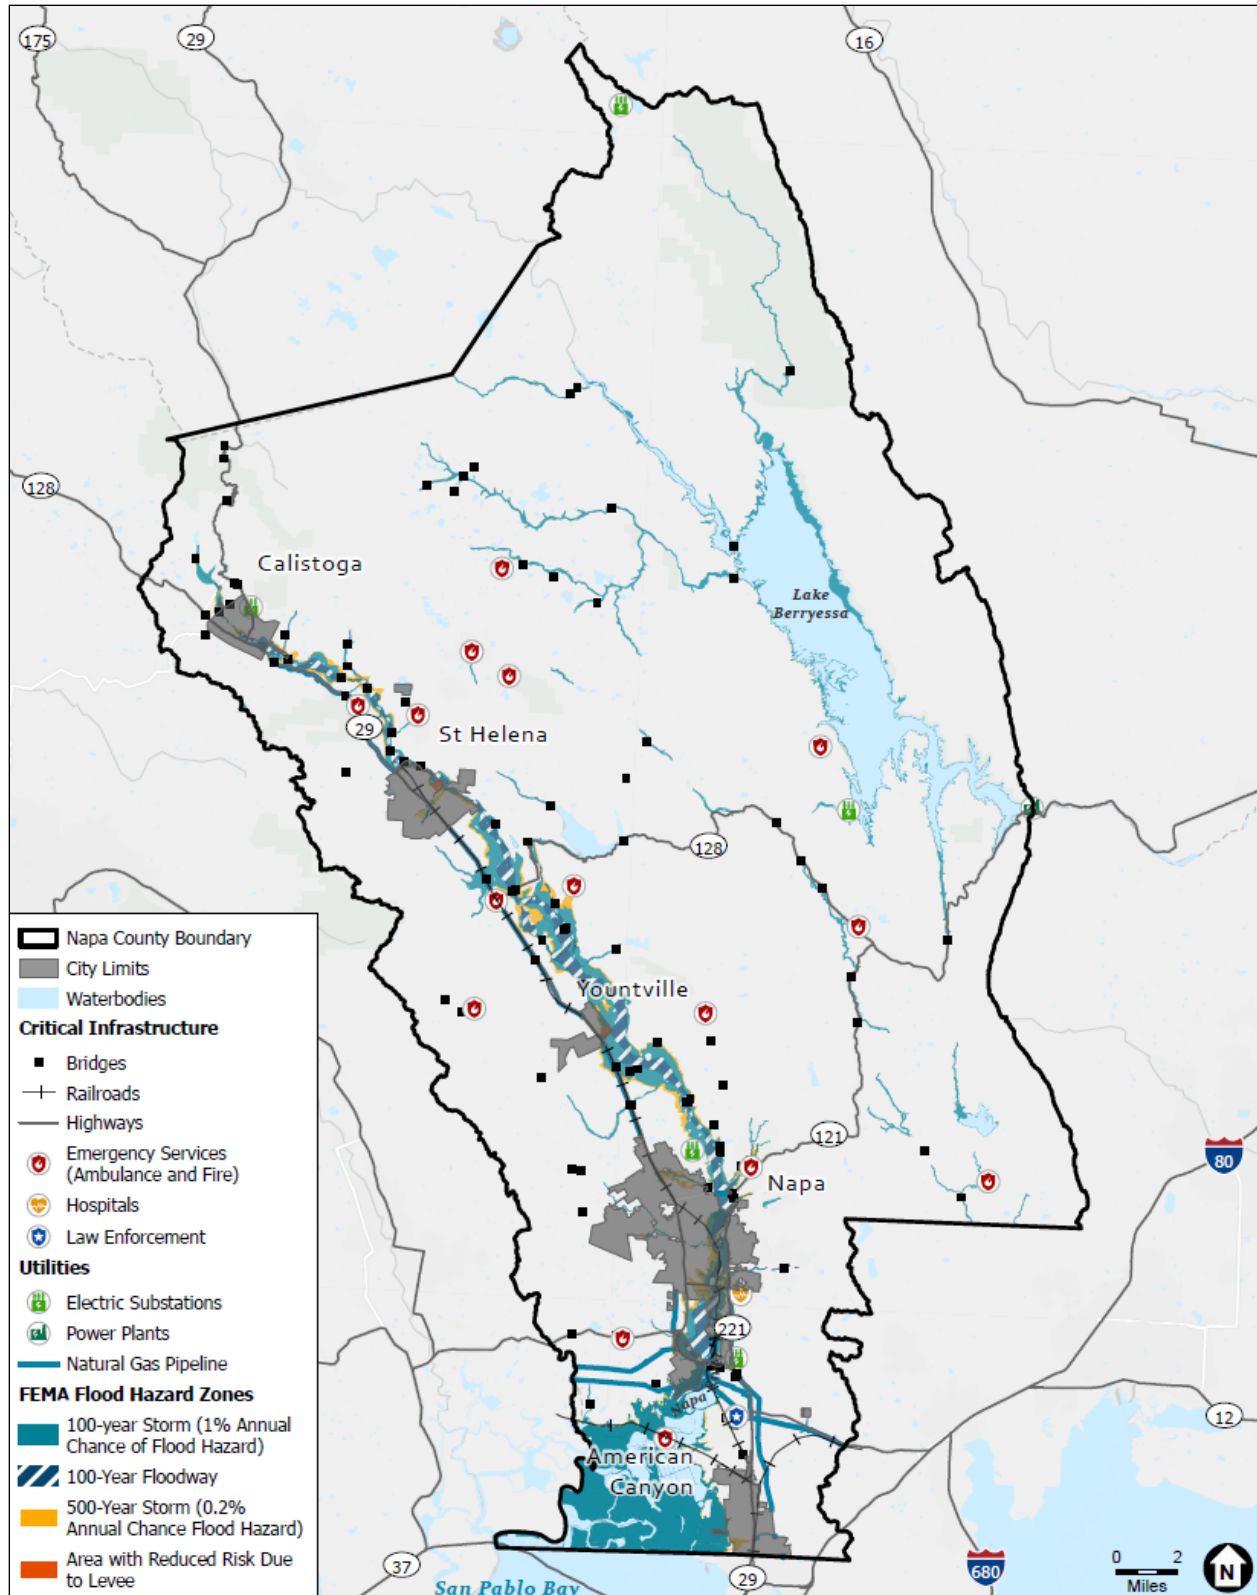 175
29
16
128
Calistoga
Lake
Berryessa
29
St Helena
128
Yountville
121
80
Napa
221
Napa
American
Canyon
12
37
29
680
San Pablo Bay
0 2
Miles
N
Napa County Boundary
City Limits
Waterbodies
Critical Infrastructure
Bridges
Railroads
Highways
Emergency Services
(Ambulance and Fire)
Hospitals
Law Enforcement
Utilities
Electric Substations
Power Plants
Natural Gas Pipeline
FEMA Flood Hazard Zones
100-year Storm (1% Annual
Chance of Flood Hazard)
100-Year Floodway
500-Year Storm (0.2%
Annual Chance Flood Hazard)
Area with Reduced Risk Due
to Levee